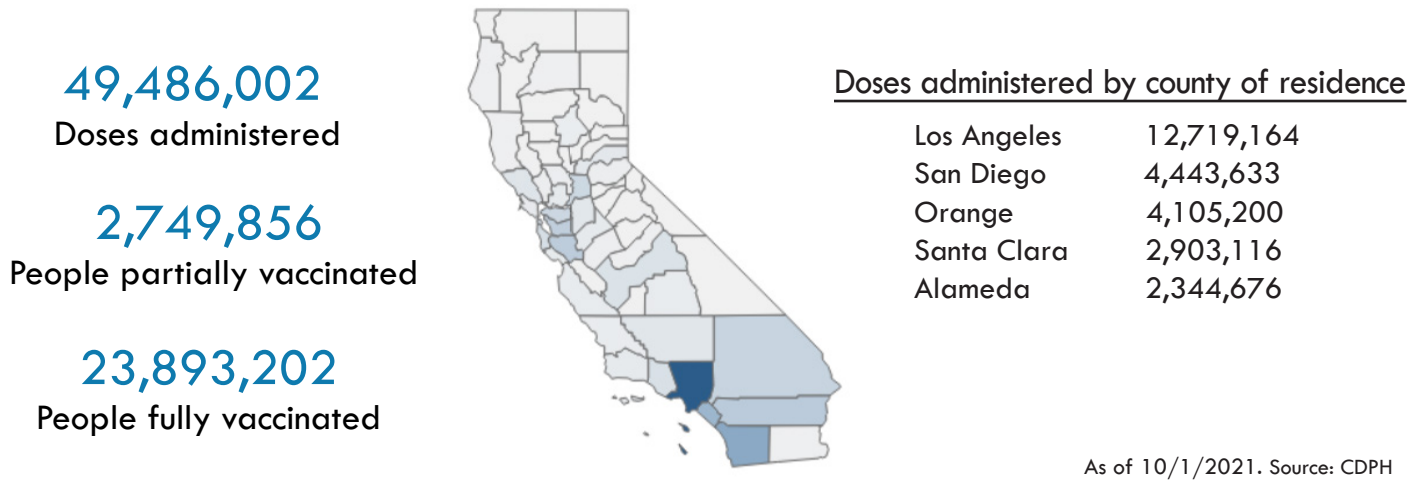 49,486,002
Doses administered
2,749,856
People partially vaccinated
23,893,202
People fully vaccinated
Doses administered by county of residence
Los Angeles 12,719,164
San Diego 4,443,633
Orange 4,105,200
Santa Clara 2,903,116
Alameda 2,344,676
As of 10/1/2021. Source: CDPH